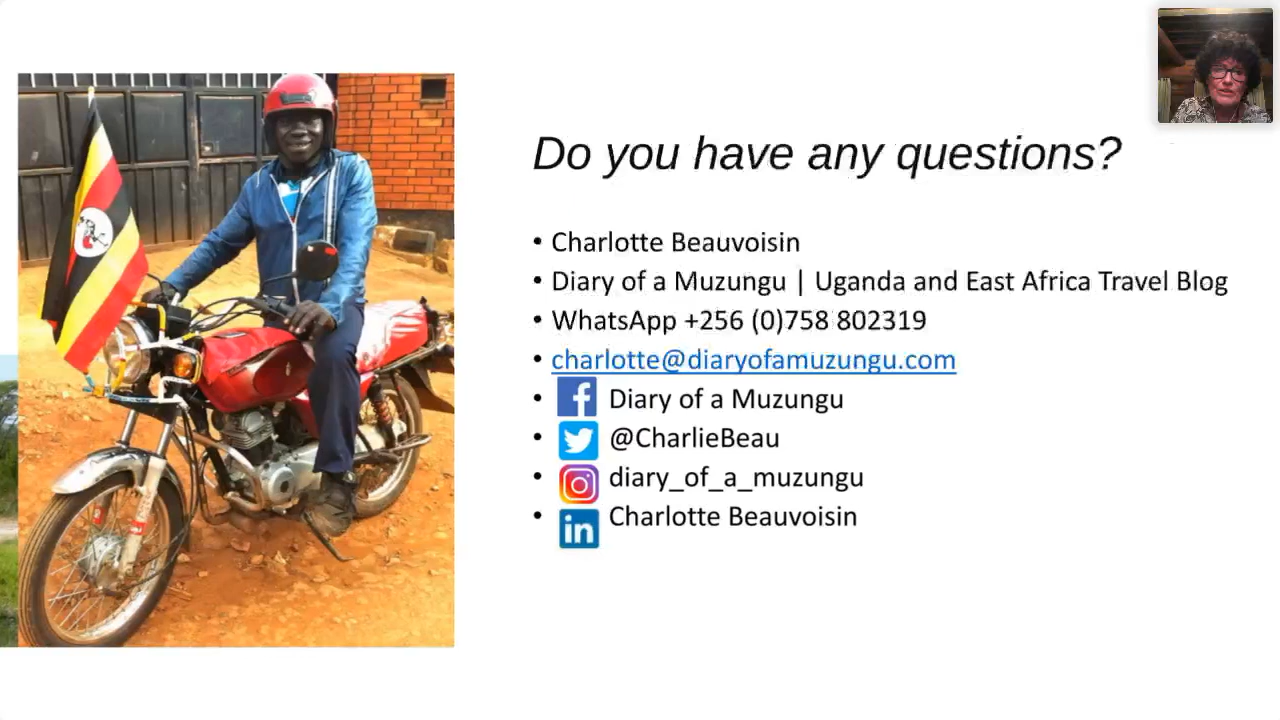 Do you have any questions?
• Charlotte Beauvoisin
• Diary of a Muzungu | Uganda and East Africa Travel Blog
• WhatsApp +256 (0)758 802319
• charlotte@diaryofamuzungu.com
• f Diary of a Muzungu
• @CharlieBeau
• diary_of_a_muzungu
• in Charlotte Beauvoisin